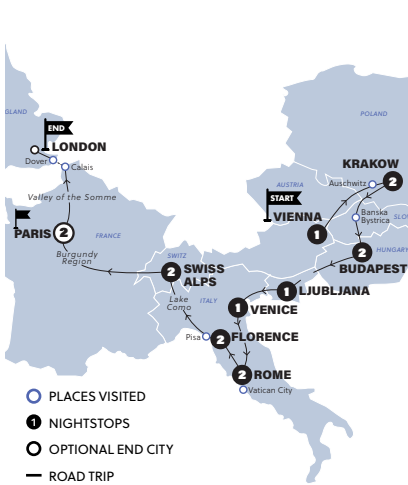 POLAND
GLAND
END
LONDON
Dover
Calais
KRAKOW
2
Auschwitz
AUSTRIA
START
VIENNA
1
Banska
Bystrica
SLO
Valley of the Somme
PARIS
2
FRANCE
Burgundy
Region
HUNGARY
2
BUDAPEST
SWITZ
2
SWISS
ALPS
1
LJUBLJANA
Lake
Como
ITALY
1
VENICE
Pisa
2
FLORENCE
2
ROME
Vatican City
PLACES VISITED
1
NIGHTSTOPS
OPTIONAL END CITY
ROAD TRIP